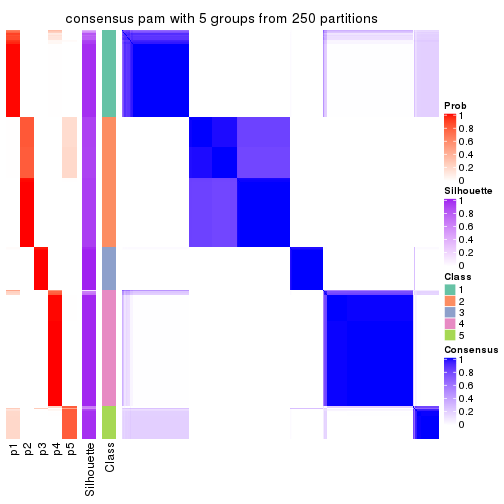 consensus pam with 5 groups from 250 partitions
Prob
1
0.8
0.6
0.4
0.2
0
Silhouette
1
0.8
0.6
0.4
0.2
0
Class
1
2
3
4
5
Consensus
1
0.8
0.6
0.4
0.2
0
p1
p2
p3
p4
p5
Silhouette
Class